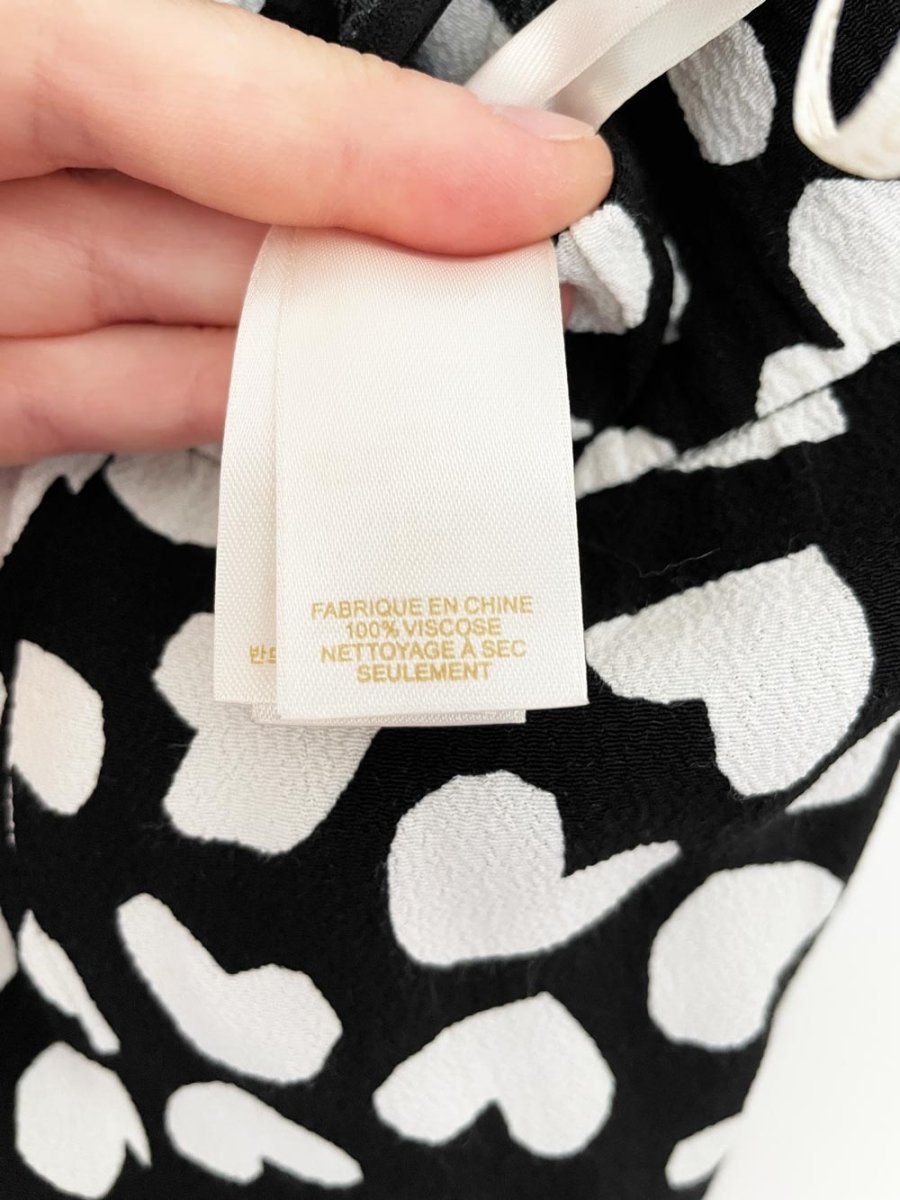 FABRIQUE EN CHINE
100% VISCOSE
NETTOYAGE À SEC
SEULEMENT